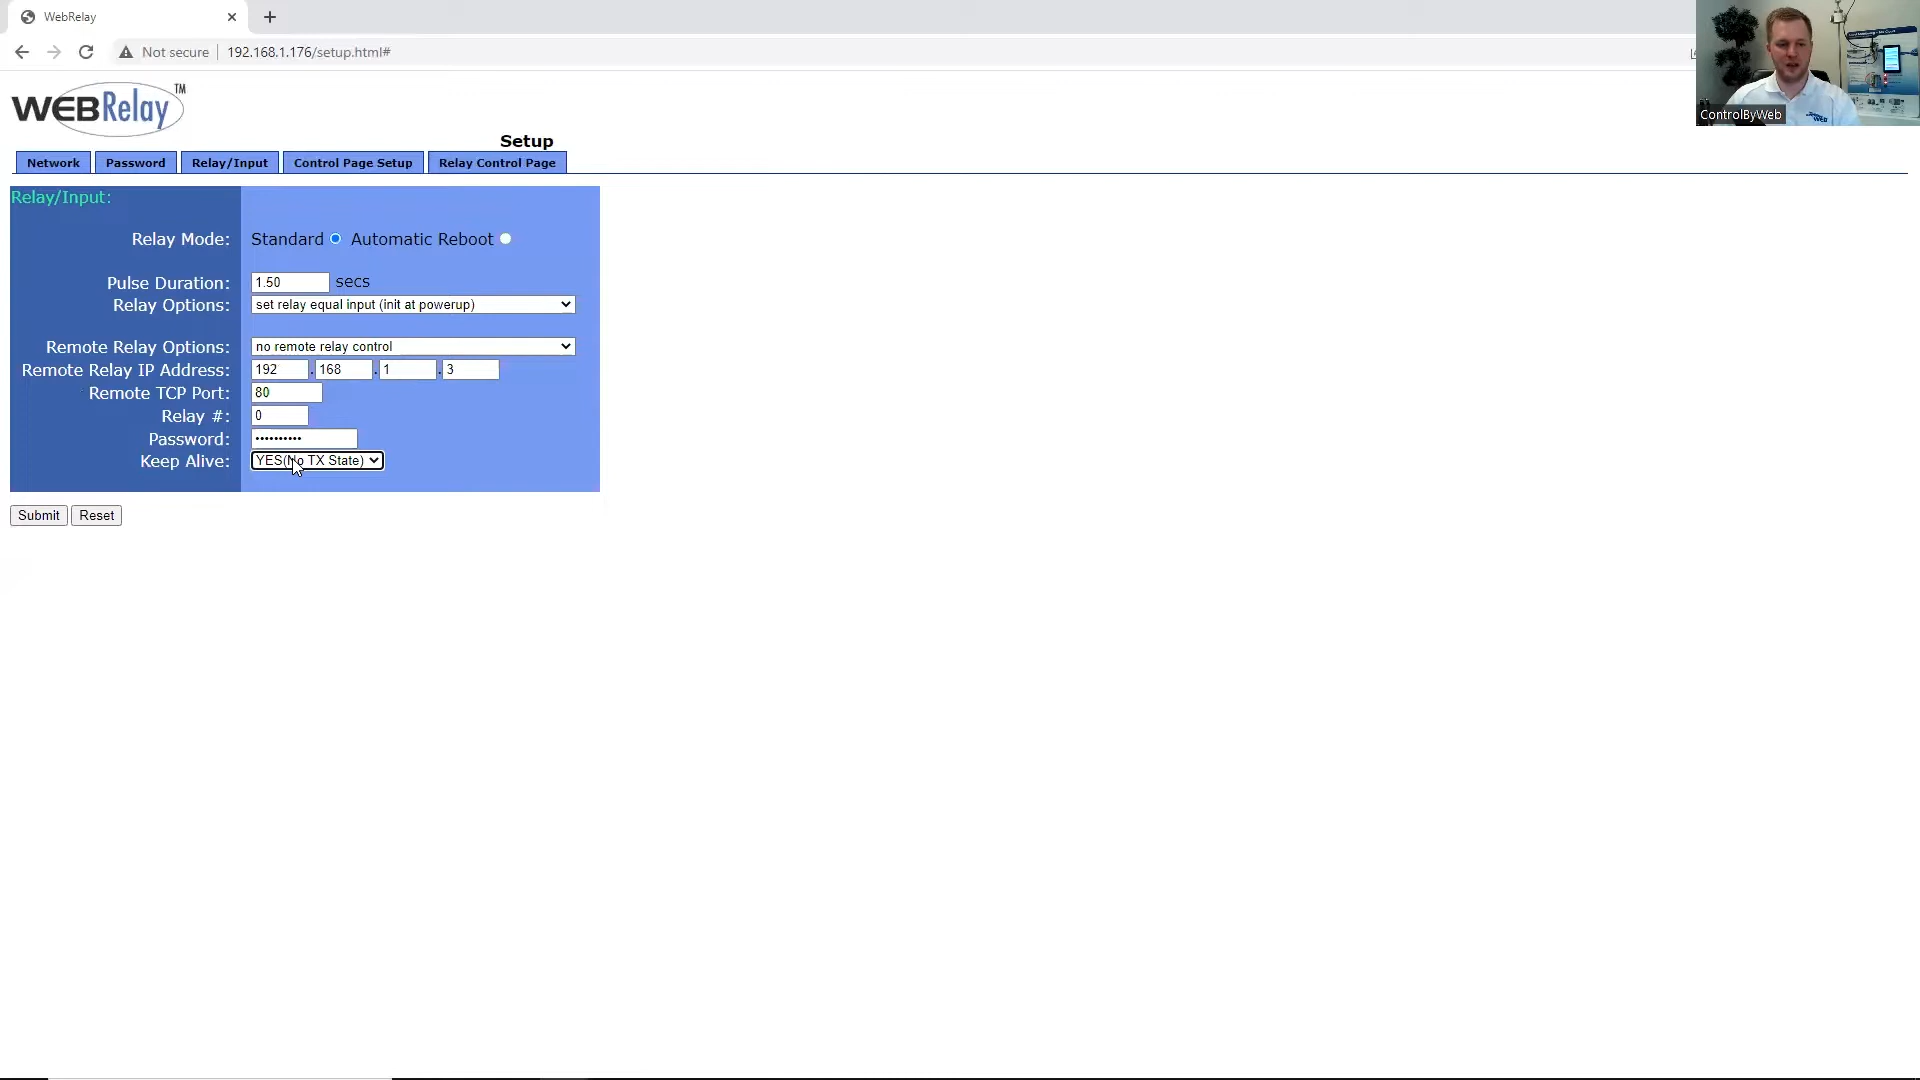 WebRelay
Not secure 192.168.1.176/setup.html#
ControlByWeb
WEBRelay TM
Setup
Network Password Relay/Input Control Page Setup Relay Control Page
Relay/Input:
Relay Mode: Standard Automatic Reboot
Pulse Duration: 1.50 secs
Relay Options: set relay equal input (init at powerup)
Remote Relay Options: no remote relay control
Remote Relay IP Address: 192 . 168 . 1 . 3
Remote TCP Port: 80
Relay #: 0
Password: ••••••••••
Keep Alive: YES(No TX State)
Submit Reset